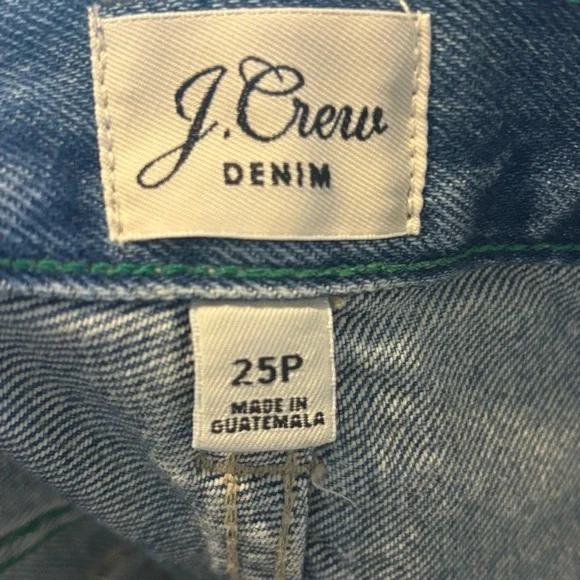 J.Crew
DENIM
25P
MADE IN
GUATEMALA